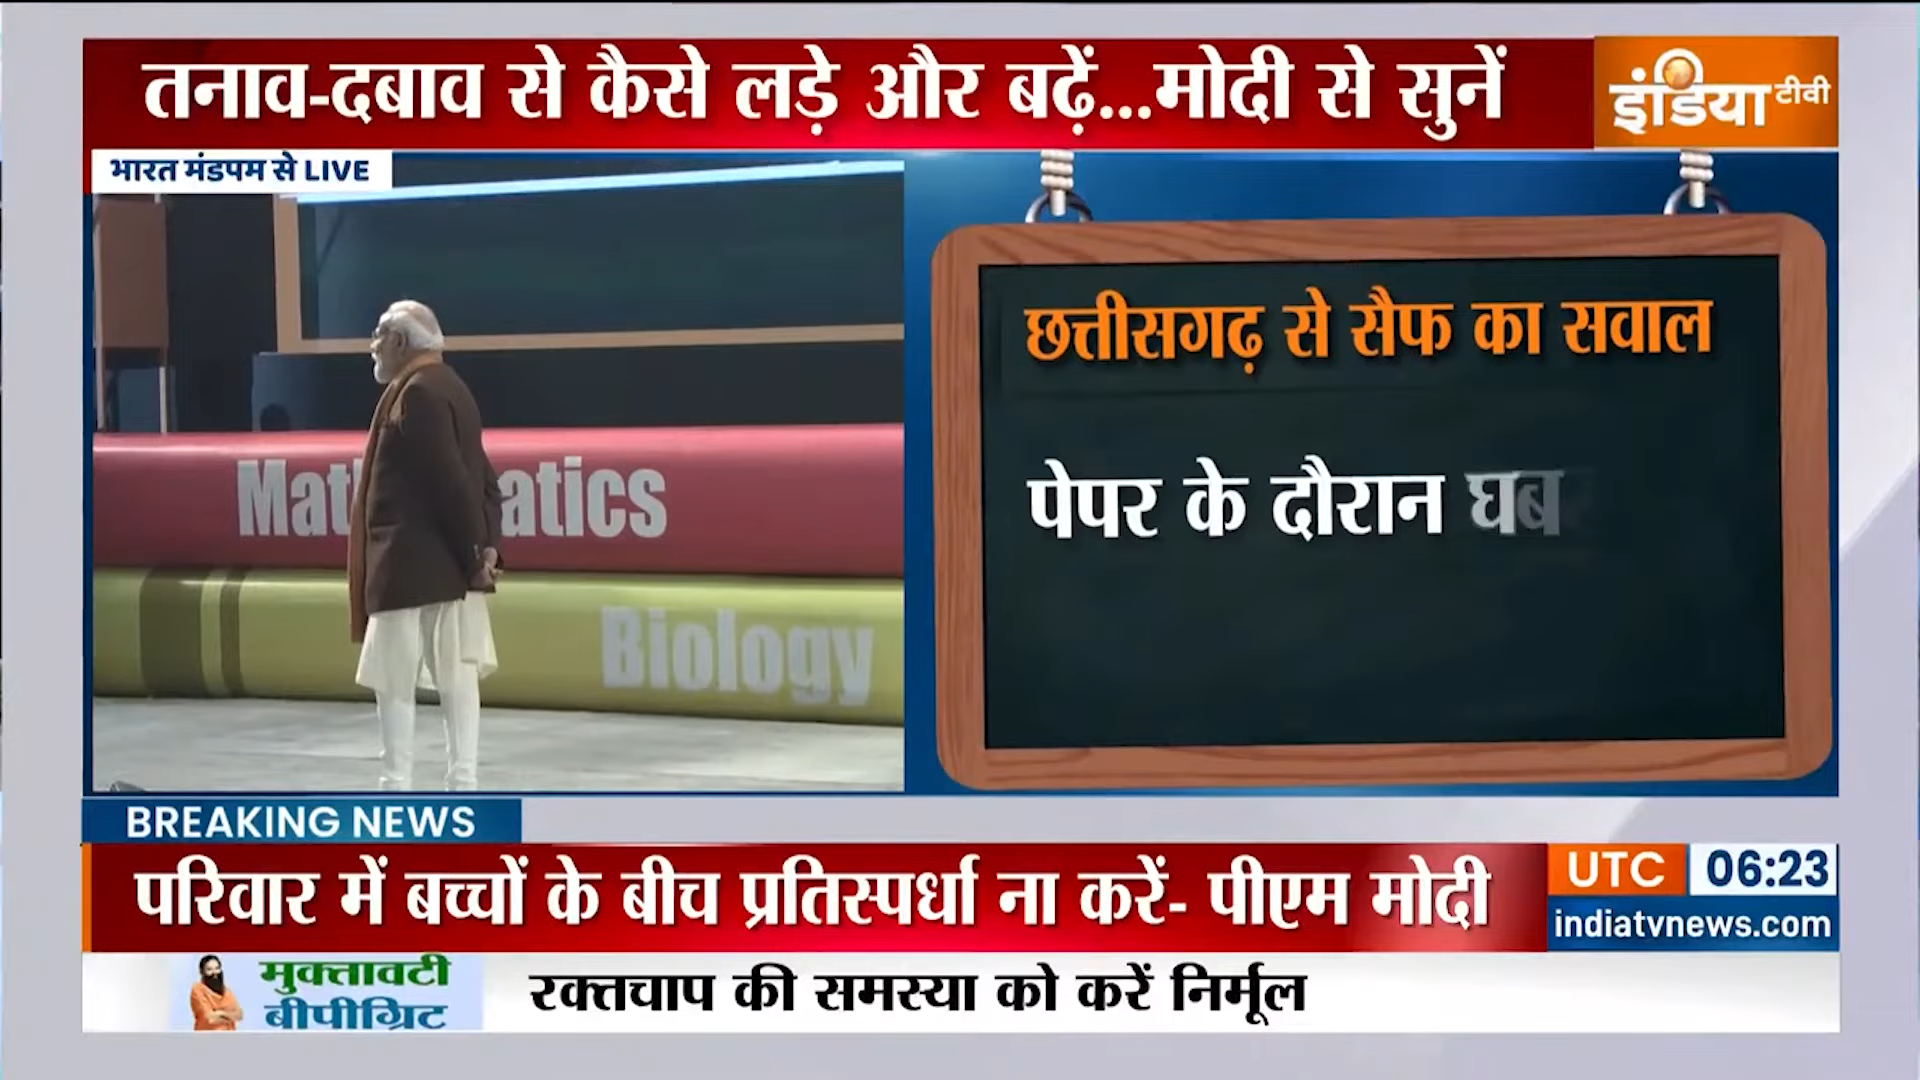 तनाव-दबाव से कैसे लड़े और बढ़ें...मोदी से सुनें
इंडिया टीवी
भारत मंडपम से LIVE
छत्तीसगढ़ से सैफ का सवाल
पेपर के दौरान घब
Mat atics
Biology
BREAKING NEWS
परिवार में बच्चों के बीच प्रतिस्पर्धा ना करें- पीएम मोदी
UTC 06:23
indiatvnews.com
मुक्तावटी
बीपीग्रिट
रक्तचाप की समस्या को करें निर्मूल